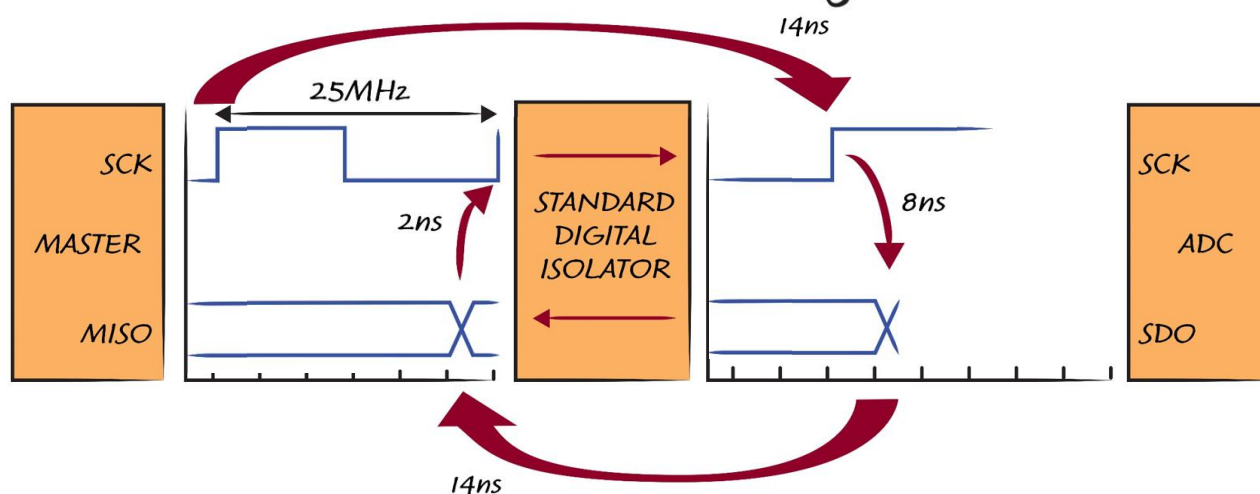 14ns
25MHz
SCK
MASTER
MISO
2ns
STANDARD
DIGITAL
ISOLATOR
8ns
SCK
ADC
SDO
14ns